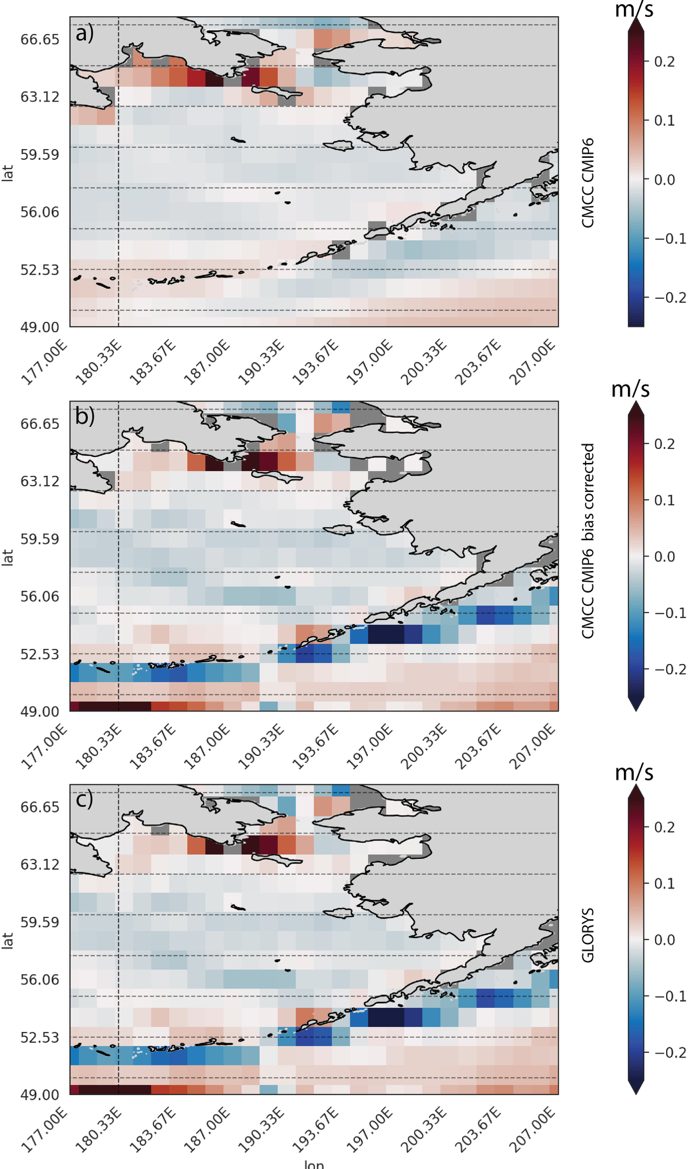 m/s
a)
66.65
63.12
59.59
56.06
52.53
49.00
lat
177.00E
180.33E
183.67E
187.00E
190.33E
193.67E
197.00E
200.33E
203.67E
207.00E
0.2
0.1
0.0
−0.1
−0.2
CMCC CMIP6
m/s
b)
66.65
63.12
59.59
56.06
52.53
49.00
lat
177.00E
180.33E
183.67E
187.00E
190.33E
193.67E
197.00E
200.33E
203.67E
207.00E
0.2
0.1
0.0
−0.1
−0.2
CMCC CMIP6 bias corrected
m/s
c)
66.65
63.12
59.59
56.06
52.53
49.00
lat
177.00E
180.33E
183.67E
187.00E
190.33E
193.67E
197.00E
200.33E
203.67E
207.00E
lon
0.2
0.1
0.0
−0.1
−0.2
GLORYS